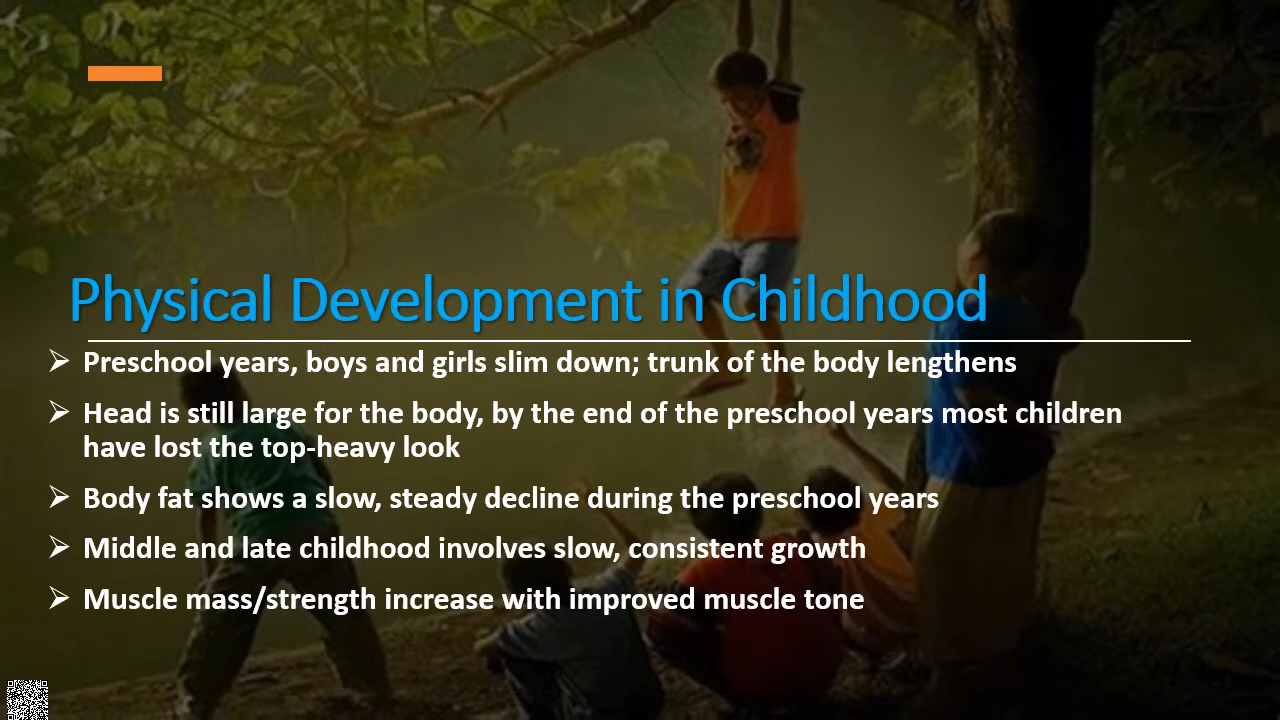 Physical Development in Childhood
➢ Preschool years, boys and girls slim down; trunk of the body lengthens
➢ Head is still large for the body, by the end of the preschool years most children
have lost the top-heavy look
➢ Body fat shows a slow, steady decline during the preschool years
➢ Middle and late childhood involves slow, consistent growth
➢ Muscle mass/strength increase with improved muscle tone